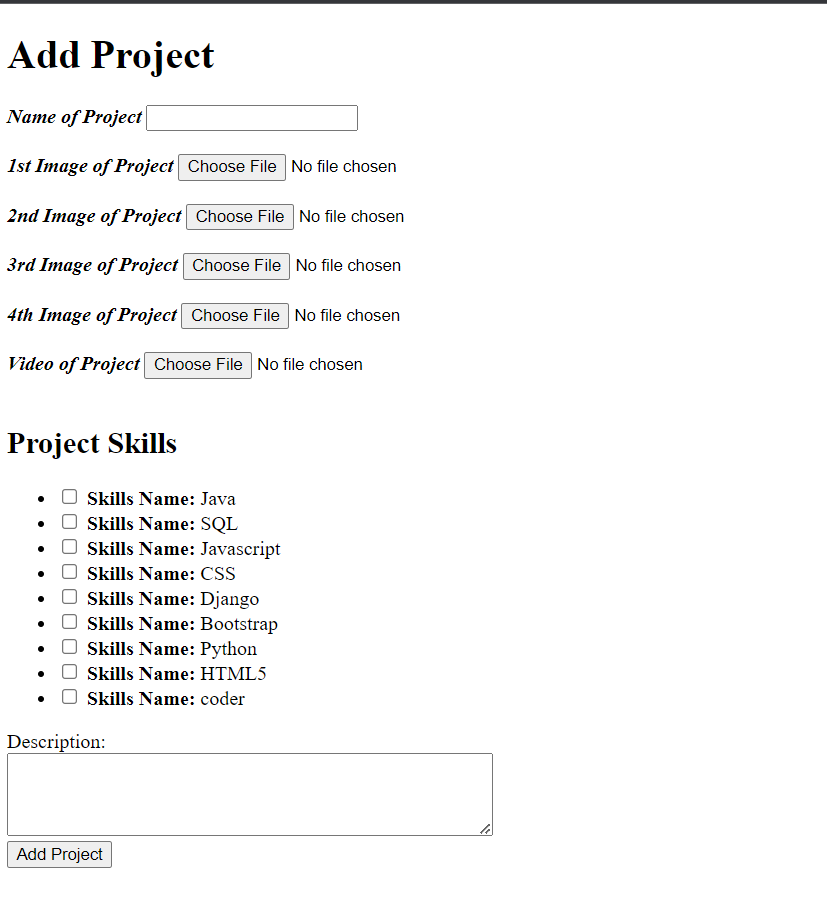 Add Project
Name of Project
1st Image of Project Choose File No file chosen
2nd Image of Project Choose File No file chosen
3rd Image of Project Choose File No file chosen
4th Image of Project Choose File No file chosen
Video of Project Choose File No file chosen
Project Skills
Skills Name: Java
Skills Name: SQL
Skills Name: Javascript
Skills Name: CSS
Skills Name: Django
Skills Name: Bootstrap
Skills Name: Python
Skills Name: HTML5
Skills Name: coder
Description:
Add Project